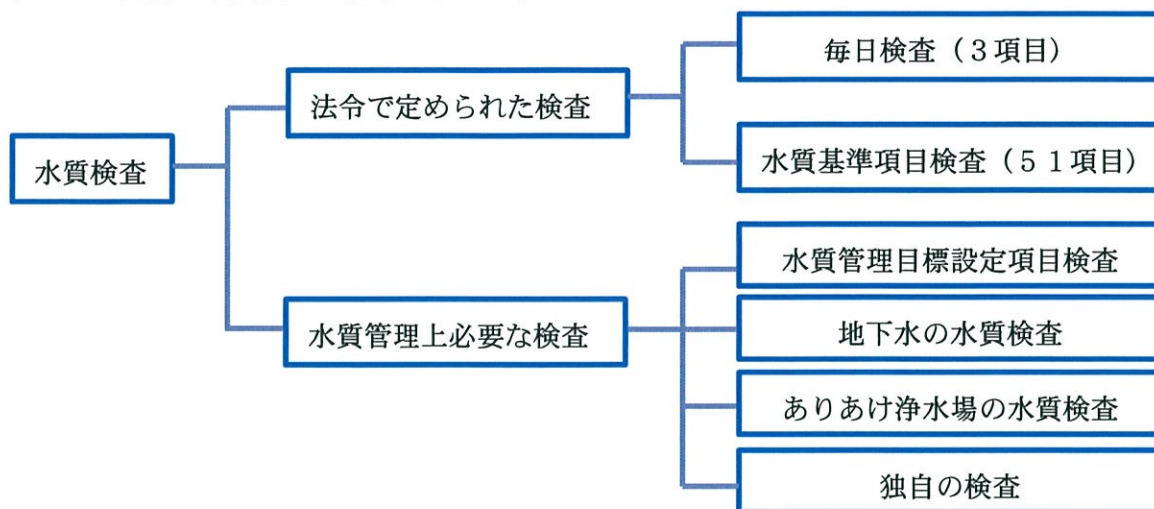 水質検査
法令で定められた検査
毎日検査（３項目）
水質基準項目検査（５１項目）
水質管理上必要な検査
水質管理目標設定項目検査
地下水の水質検査
ありあけ浄水場の水質検査
独自の検査